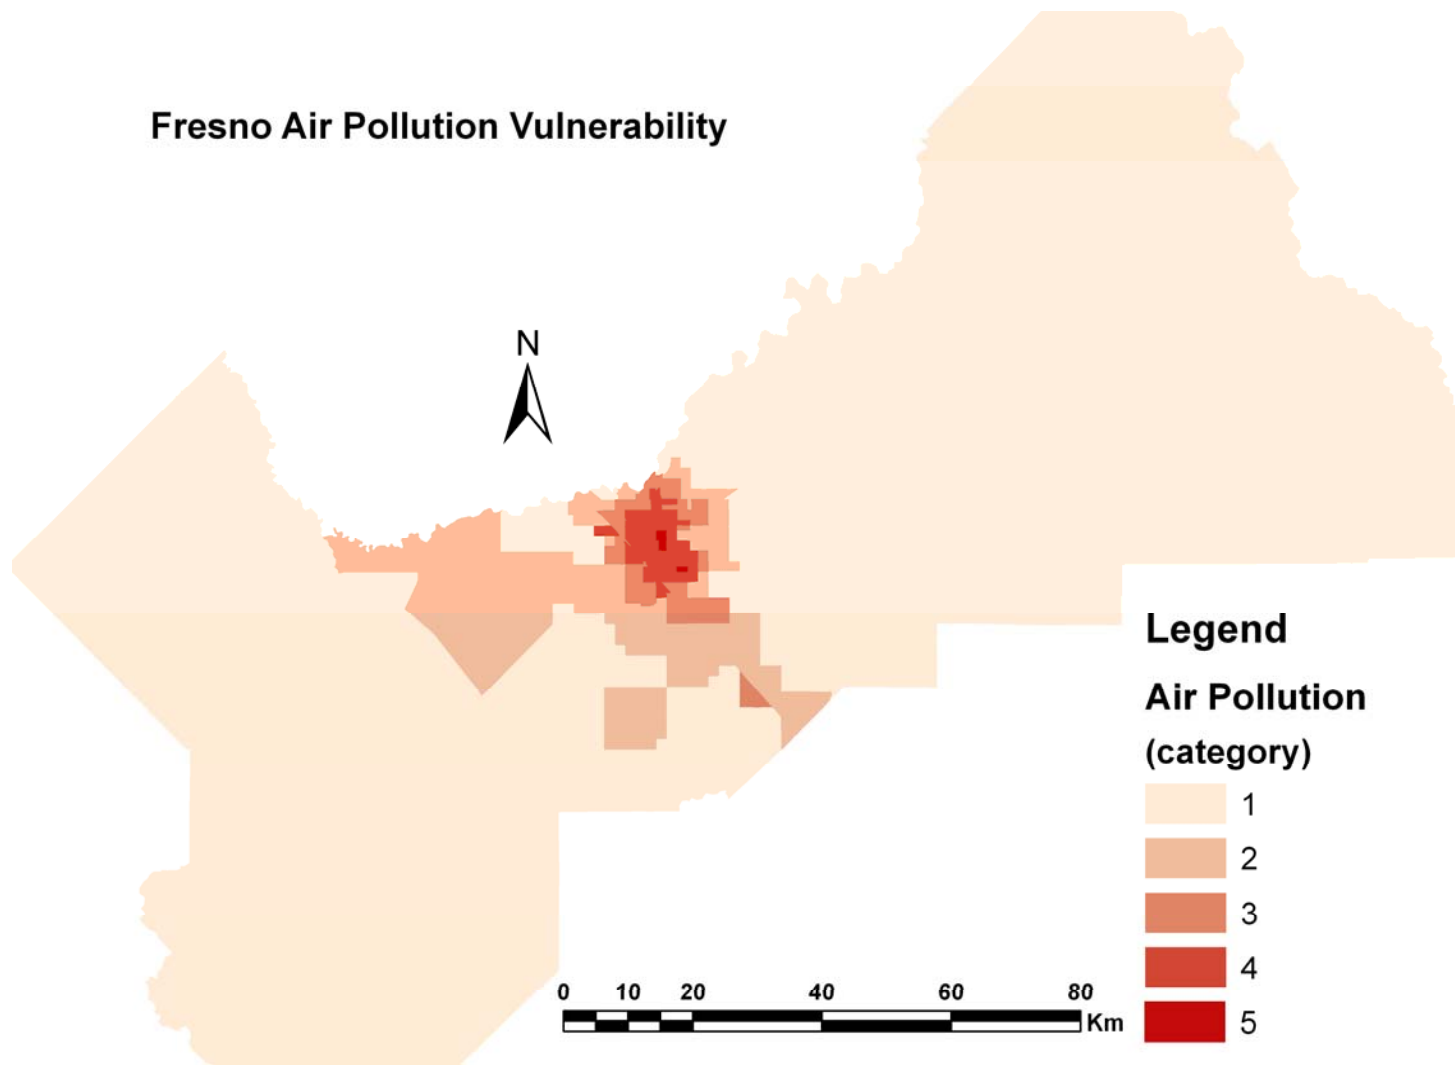 Fresno Air Pollution Vulnerability
N
Legend
Air Pollution
(category)
1
2
3
4
5
0 10 20 40 60 80
Km